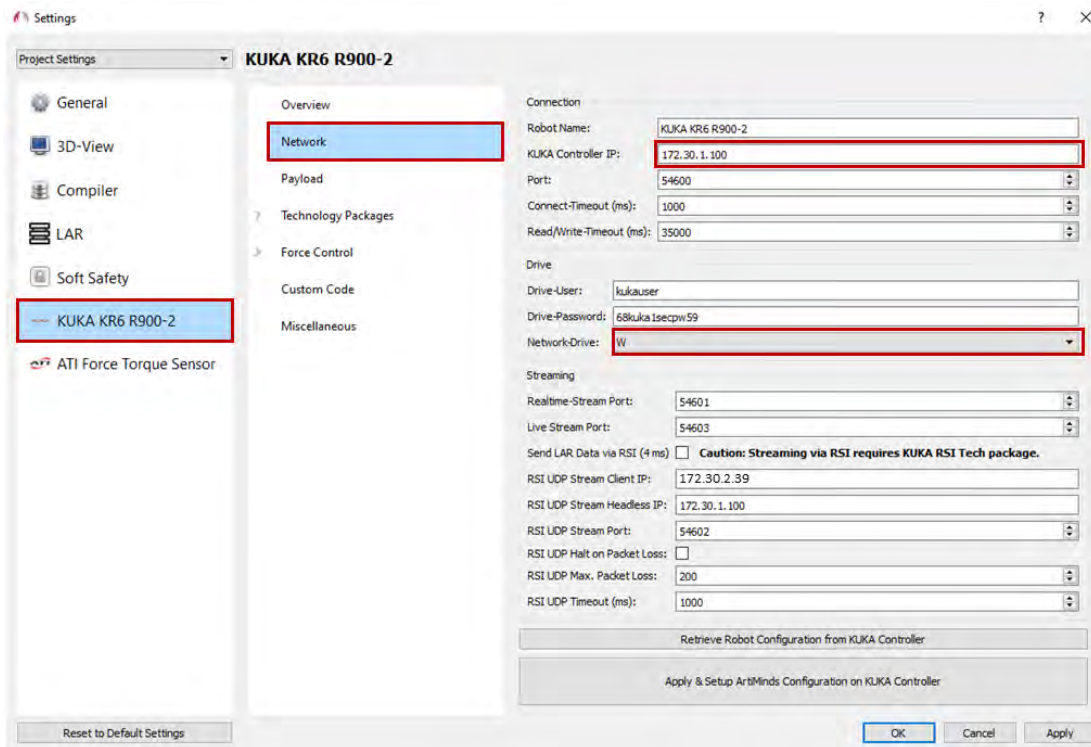 Settings
?
Project Settings
KUKA KR6 R900-2
General
3D-View
Compiler
LAR
Soft Safety
KUKA KR6 R900-2
ATI Force Torque Sensor
Overview
Network
Payload
Technology Packages
Force Control
Custom Code
Miscellaneous
Connection
Robot Name: KUKA KR6 R900-2
KUKA Controller IP: 172.30.1.100
Port: 54600
Connect-Timeout (ms): 1000
Read/Write-Timeout (ms): 35000
Drive
Drive-User: kukauser
Drive-Password: 68kuka1secpw59
Network-Drive: W
Streaming
Realtime-Stream Port: 54601
Live Stream Port: 54603
Send LAR Data via RSI (4 ms) Caution: Streaming via RSI requires KUKA RSI Tech package.
RSI UDP Stream Client IP: 172.30.2.39
RSI UDP Stream Headless IP: 172.30.1.100
RSI UDP Stream Port: 54602
RSI UDP Halt on Packet Loss:
RSI UDP Max. Packet Loss: 200
RSI UDP Timeout (ms): 1000
Retrieve Robot Configuration from KUKA Controller
Apply & Setup ArtiMinds Configuration on KUKA Controller
Reset to Default Settings
OK Cancel Apply